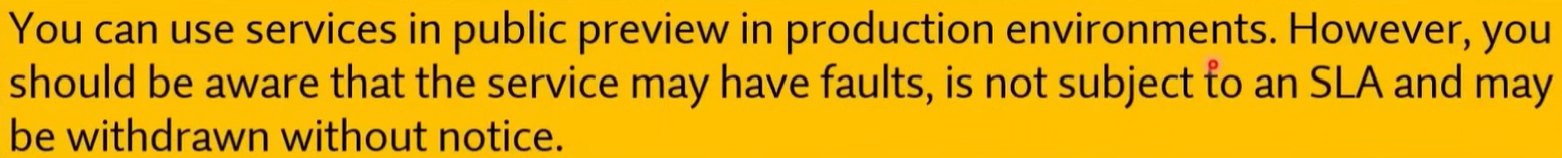 You can use services in public preview in production environments. However, you
should be aware that the service may have faults, is not subject to an SLA and may
be withdrawn without notice.